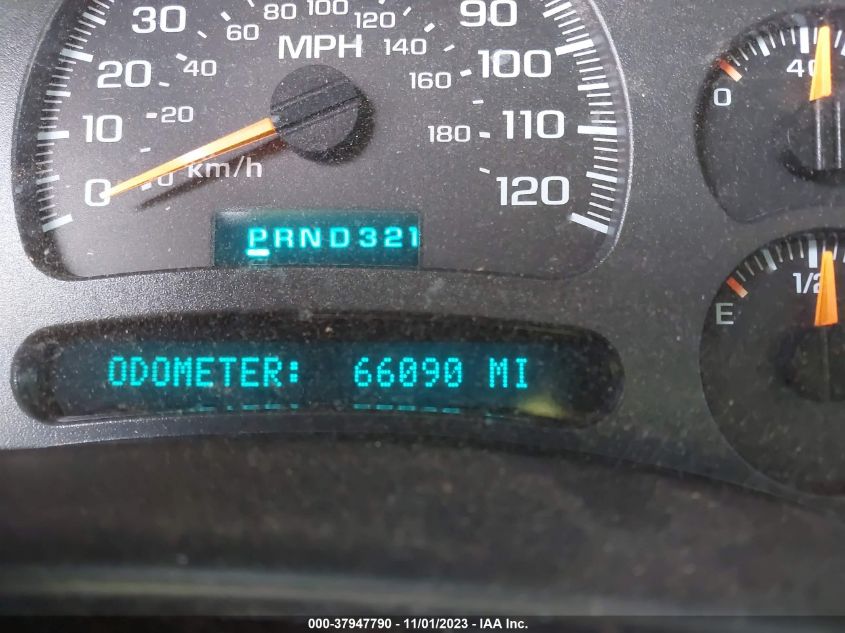 80 100 120
30 60 140 90
MPH
20 40 160 100
10 20 180 110
0 0 km/h 120
PRND321
ODOMETER: 66090 MI
0 40
E 1/2
000-37947790 - 11/01/2023 - IAA Inc.